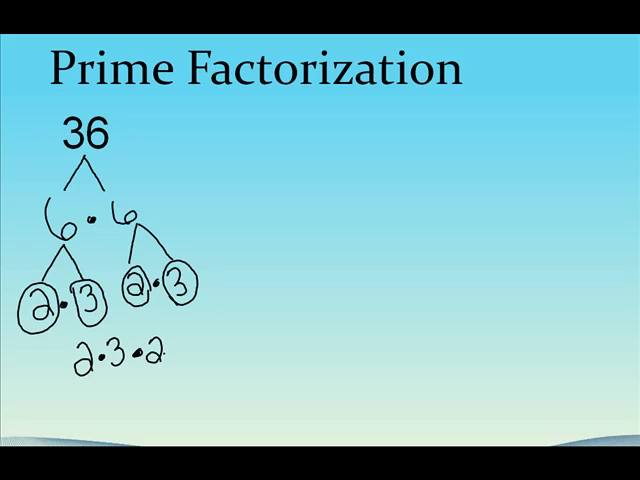 Prime Factorization
36
6 • 6
2 • 3 2 • 3
2 • 3 • 2